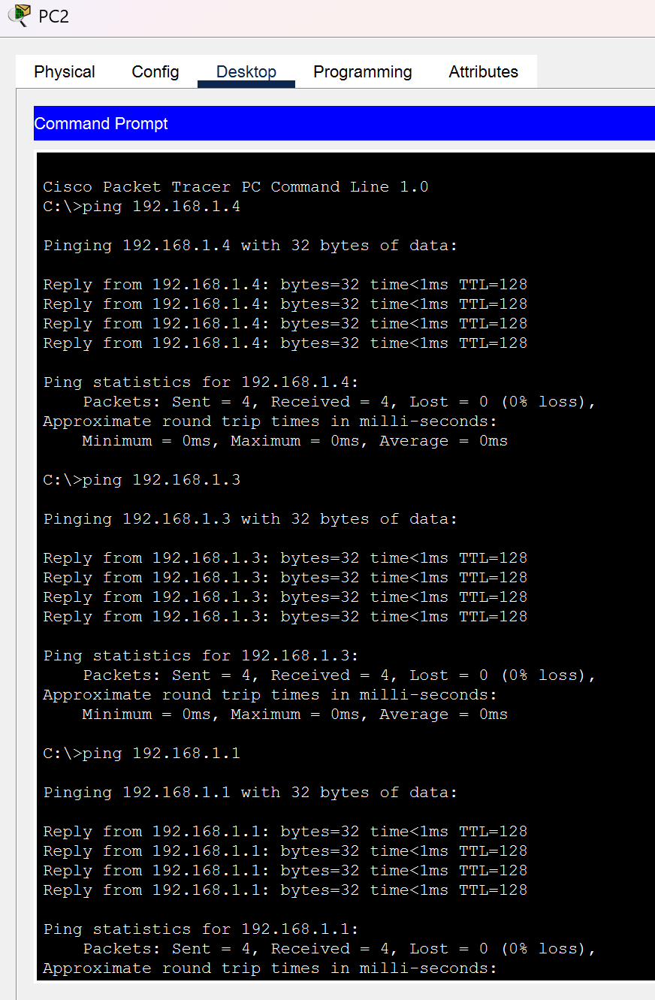 PC2
Physical Config Desktop Programming Attributes
Command Prompt
Cisco Packet Tracer PC Command Line 1.0
C:\>ping 192.168.1.4
Pinging 192.168.1.4 with 32 bytes of data:
Reply from 192.168.1.4: bytes=32 time<1ms TTL=128
Reply from 192.168.1.4: bytes=32 time<1ms TTL=128
Reply from 192.168.1.4: bytes=32 time<1ms TTL=128
Reply from 192.168.1.4: bytes=32 time<1ms TTL=128
Ping statistics for 192.168.1.4:
Packets: Sent = 4, Received = 4, Lost = 0 (0% loss),
Approximate round trip times in milli-seconds:
Minimum = 0ms, Maximum = 0ms, Average = 0ms
C:\>ping 192.168.1.3
Pinging 192.168.1.3 with 32 bytes of data:
Reply from 192.168.1.3: bytes=32 time<1ms TTL=128
Reply from 192.168.1.3: bytes=32 time<1ms TTL=128
Reply from 192.168.1.3: bytes=32 time<1ms TTL=128
Reply from 192.168.1.3: bytes=32 time<1ms TTL=128
Ping statistics for 192.168.1.3:
Packets: Sent = 4, Received = 4, Lost = 0 (0% loss),
Approximate round trip times in milli-seconds:
Minimum = 0ms, Maximum = 0ms, Average = 0ms
C:\>ping 192.168.1.1
Pinging 192.168.1.1 with 32 bytes of data:
Reply from 192.168.1.1: bytes=32 time<1ms TTL=128
Reply from 192.168.1.1: bytes=32 time<1ms TTL=128
Reply from 192.168.1.1: bytes=32 time<1ms TTL=128
Reply from 192.168.1.1: bytes=32 time<1ms TTL=128
Ping statistics for 192.168.1.1:
Packets: Sent = 4, Received = 4, Lost = 0 (0% loss),
Approximate round trip times in milli-seconds: